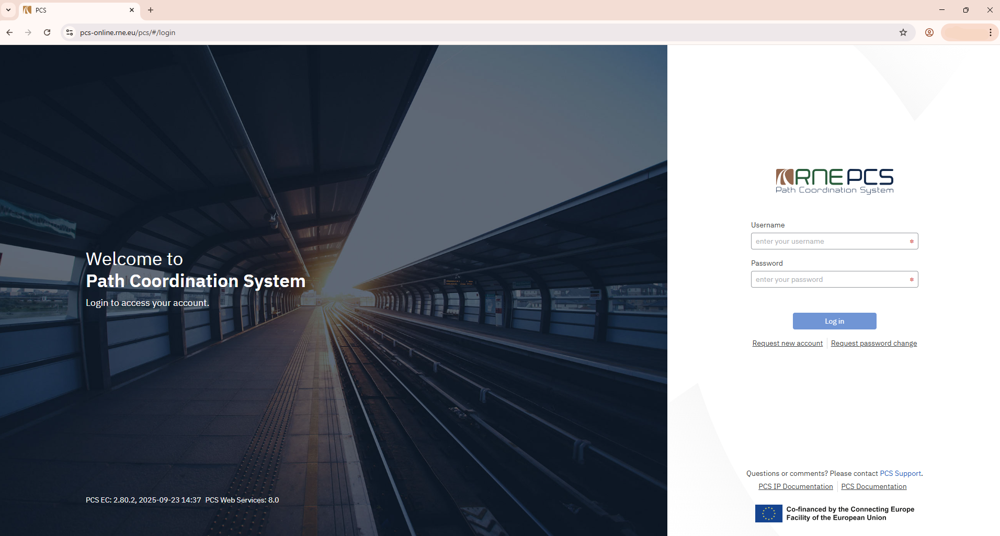 PCS
pcs-online.rne.eu/pcs/#/login
Welcome to
Path Coordination System
Login to access your account.
PCS EC: 2.80.2, 2025-09-23 14:37 PCS Web Services: 8.0
RNE PCS
Path Coordination System
Username
enter your username *
Password
enter your password *
Log in
Request new account
Request password change
Questions or comments? Please contact PCS Support.
PCS IP Documentation
PCS Documentation
Co-financed by the Connecting Europe
Facility of the European Union